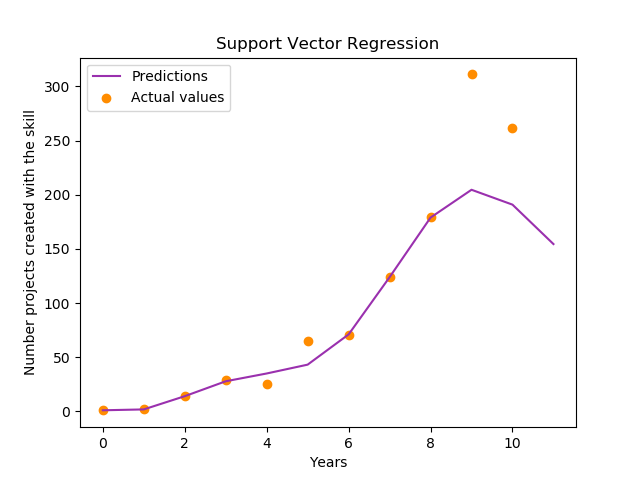 Support Vector Regression
Predictions
Actual values
Number projects created with the skill
300
250
200
150
100
50
0
0 2 4 6 8 10
Years